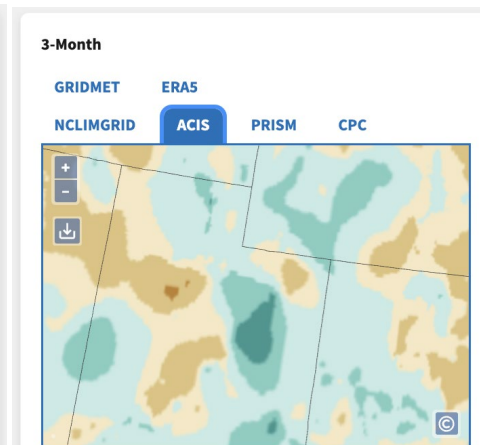 3-Month
GRIDMET ERA5
NCLIMGRID ACIS PRISM CPC
+
-
©